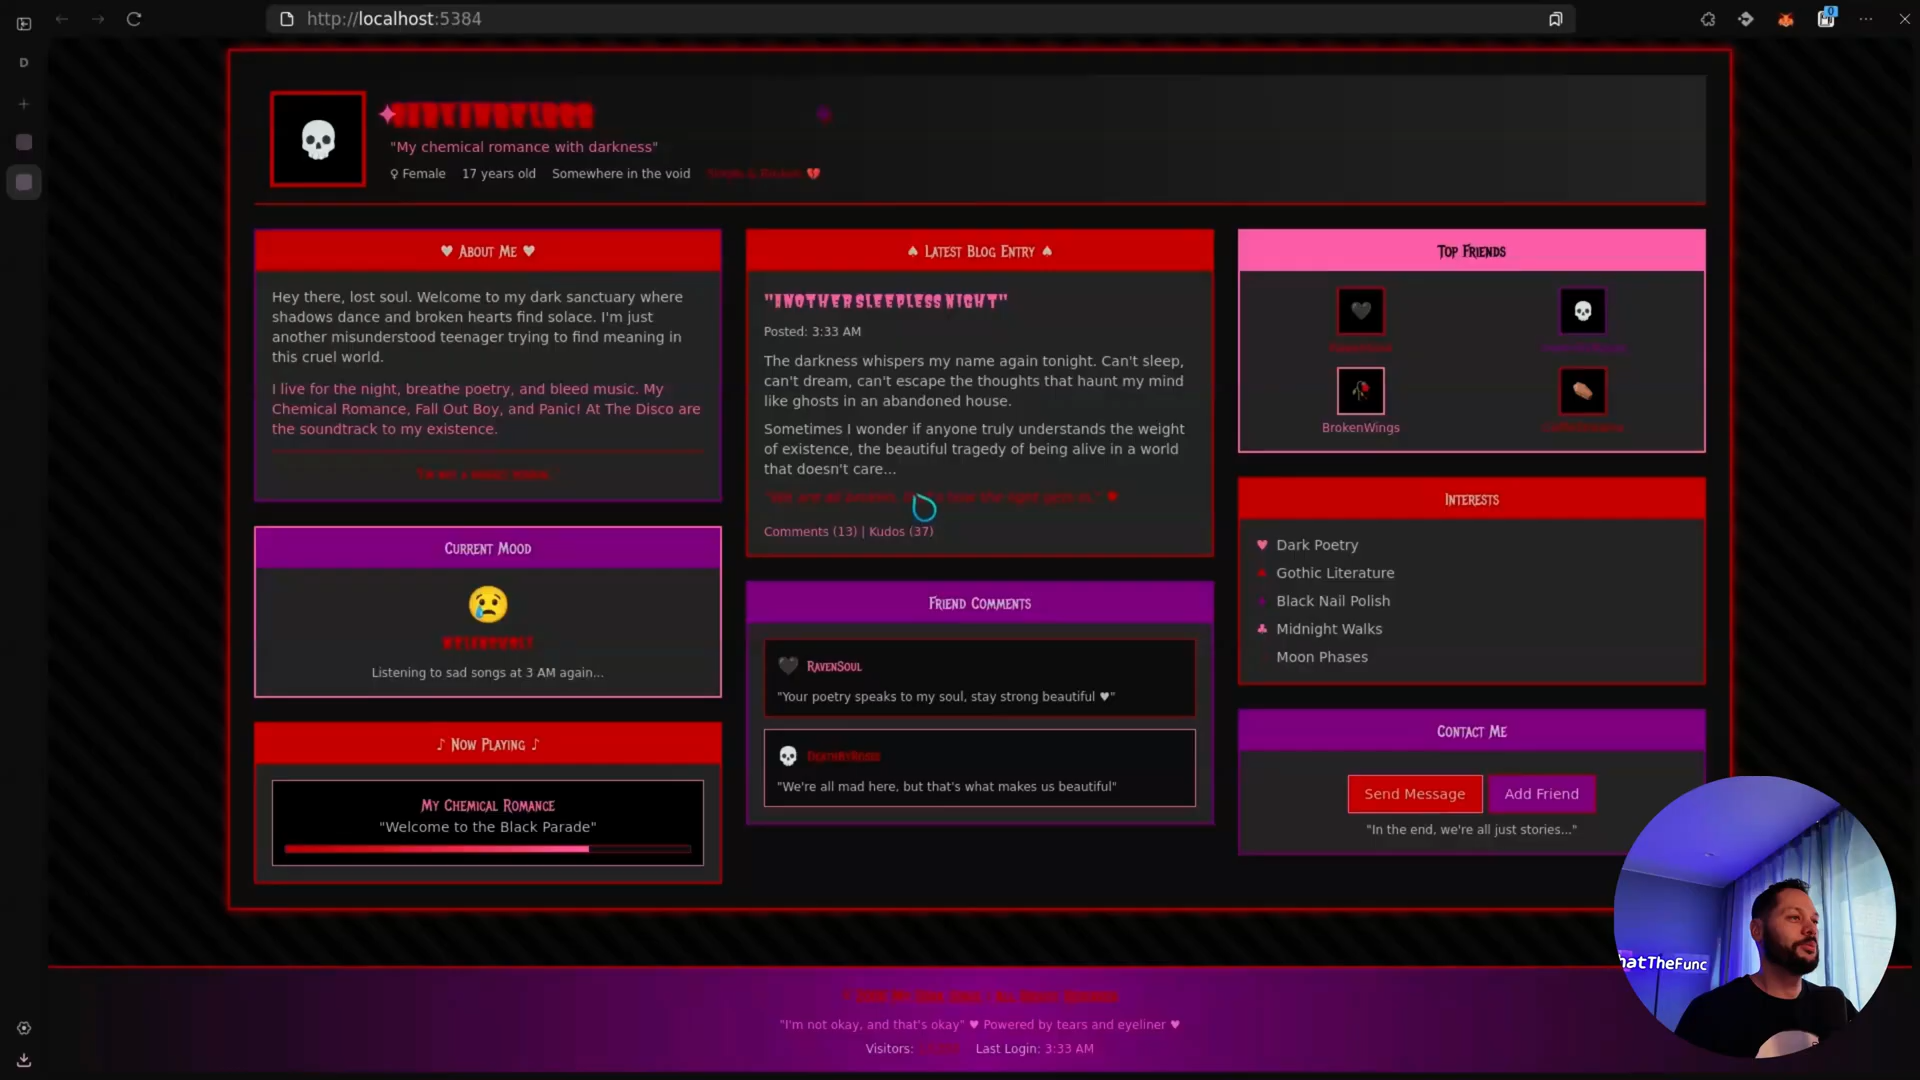 http://localhost:5384
D
0
"My chemical romance with darkness"
♀ Female 17 years old Somewhere in the void
♥ About Me ♥
Hey there, lost soul. Welcome to my dark sanctuary where
shadows dance and broken hearts find solace. I'm just
another misunderstood teenager trying to find meaning in
this cruel world.
I live for the night, breathe poetry, and bleed music. My
Chemical Romance, Fall Out Boy, and Panic! At The Disco are
the soundtrack to my existence.
Current Mood
Listening to sad songs at 3 AM again...
♪ Now Playing ♪
My Chemical Romance
"Welcome to the Black Parade"
♠ Latest Blog Entry ♠
"Another Sleepless Night"
Posted: 3:33 AM
The darkness whispers my name again tonight. Can't sleep,
can't dream, can't escape the thoughts that haunt my mind
like ghosts in an abandoned house.
Sometimes I wonder if anyone truly understands the weight
of existence, the beautiful tragedy of being alive in a world
that doesn't care...
Comments (13) | Kudos (37)
Friend Comments
RavenSoul
"Your poetry speaks to my soul, stay strong beautiful ♥"
DeathByRoses
"We're all mad here, but that's what makes us beautiful"
Top Friends
BrokenWings
Interests
♥ Dark Poetry
Gothic Literature
Black Nail Polish
♣ Midnight Walks
Moon Phases
Contact Me
Send Message Add Friend
"In the end, we're all just stories..."
hatTheFunc
"I'm not okay, and that's okay" ♥ Powered by tears and eyeliner ♥
Visitors: Last Login: 3:33 AM